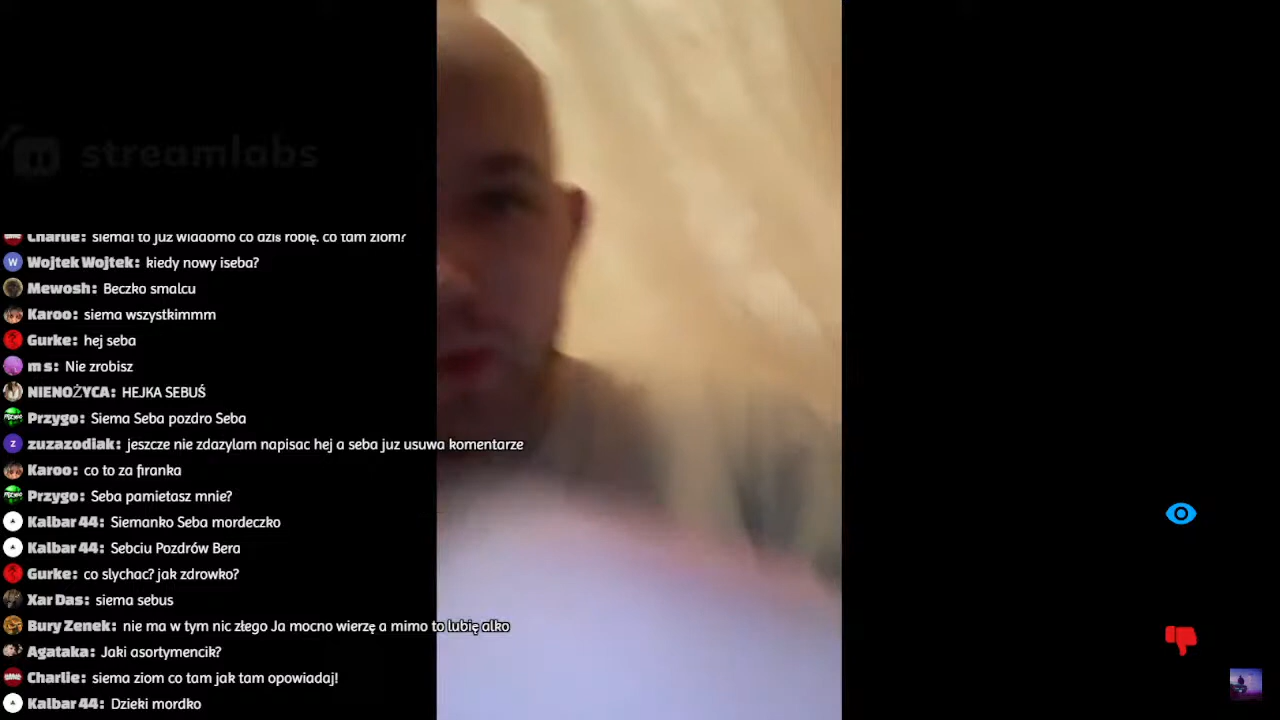 streamlabs
Charlie: siema! to już wiadomo co dziś robię. co tam ziom?
Wojtek Wojtek: kiedy nowy iseba?
Mewosh: Beczko smalcu
Karoo: siema wszystkimmm
Gurke: hej seba
m s: Nie zrobisz
NIENOŻYCA: HEJKA SEBUŚ
Przygo: Siema Seba pozdro Seba
zuzazodiak: jeszcze nie zdazylam napisac hej a seba juz usuwa komentarze
Karoo: co to za firanka
Przygo: Seba pamietasz mnie?
Kalbar 44: Siemanko Seba mordeczko
Kalbar 44: Sebciu Pozdrów Bera
Gurke: co slychac? jak zdrowko?
Xar Das: siema sebus
Bury Zenek: nie ma w tym nic złego Ja mocno wierzę a mimo to lubię alko
Agataka: Jaki asortymencik?
Charlie: siema ziom co tam jak tam opowiadaj!
Kalbar 44: Dzieki mordko